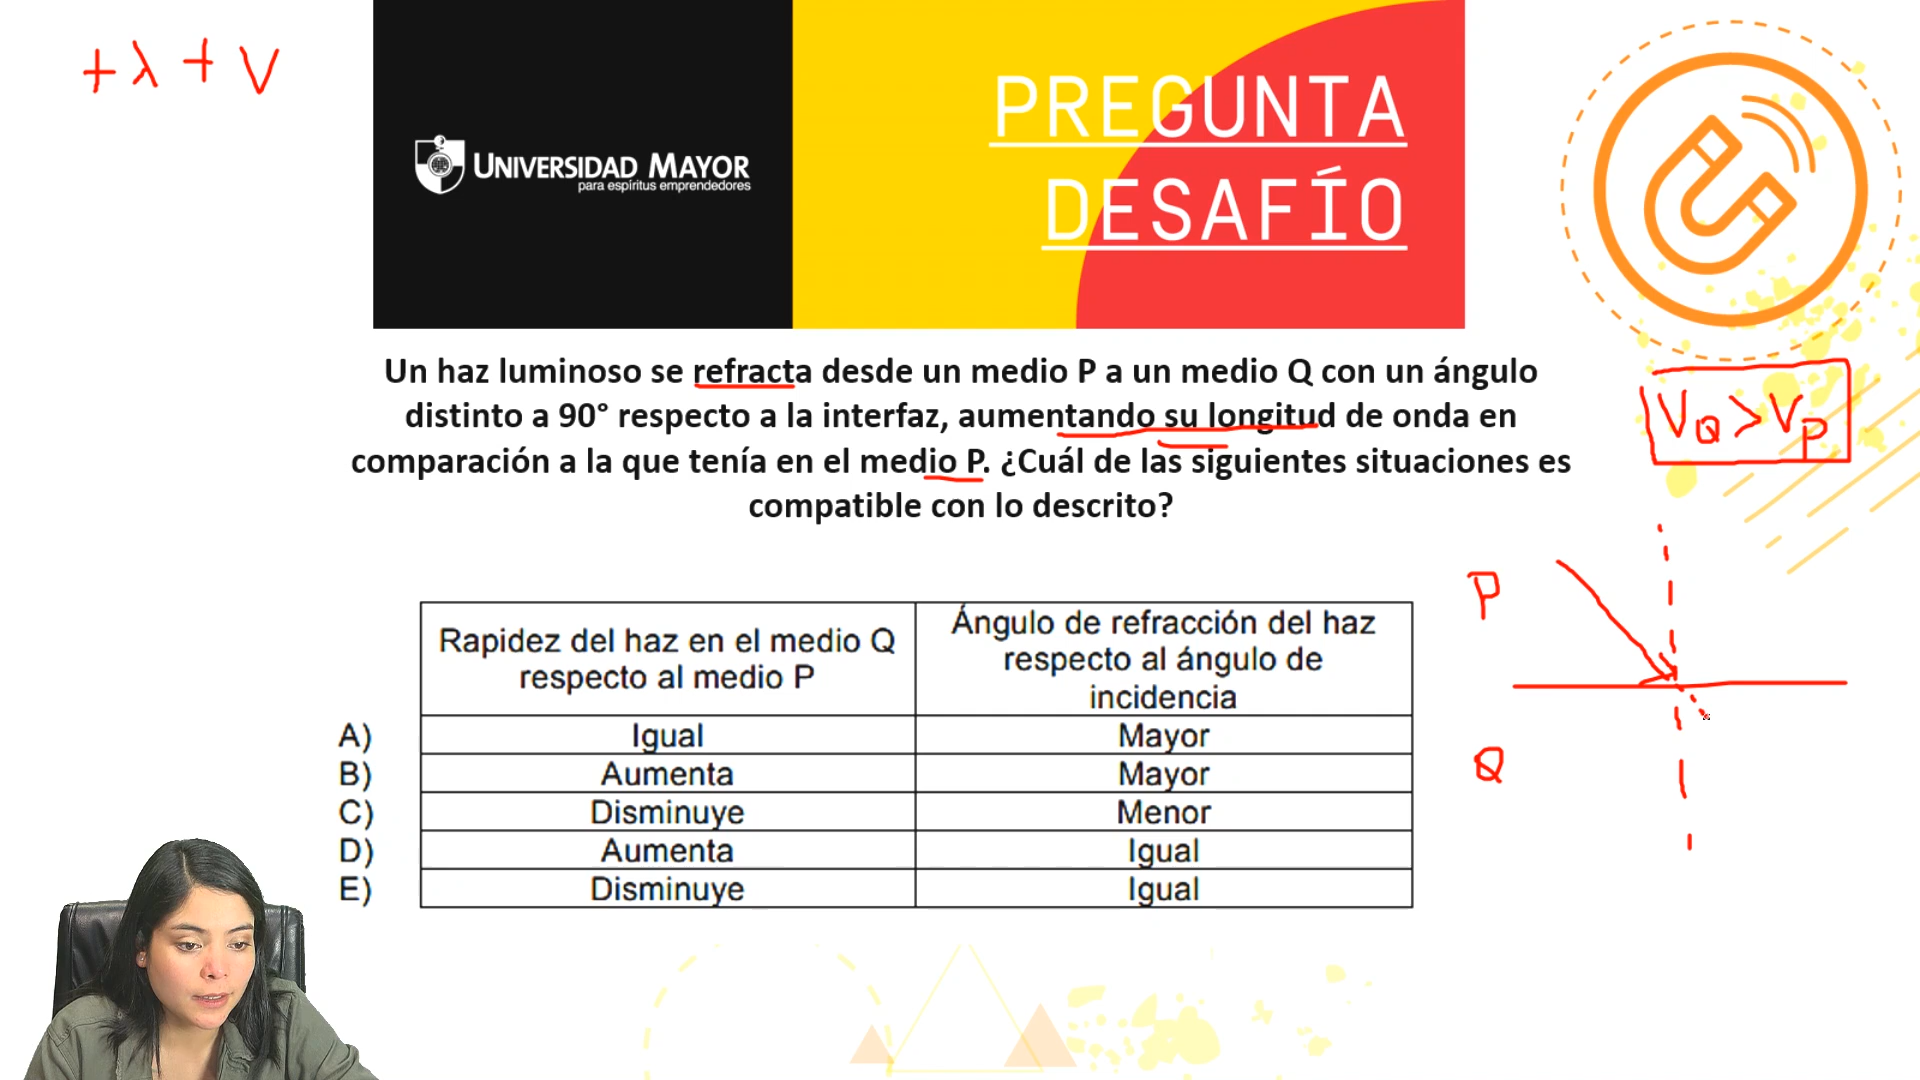 +λ + V
UNIVERSIDAD MAYOR
para espíritus emprendedores
PREGUNTA
DESAFÍO
Un haz luminoso se refracta desde un medio P a un medio Q con un ángulo
distinto a 90° respecto a la interfaz, aumentando su longitud de onda en
comparación a la que tenía en el medio P. ¿Cuál de las siguientes situaciones es
compatible con lo descrito?
VQ > VP
Rapidez del haz en el medio Q
respecto al medio P
Ángulo de refracción del haz
respecto al ángulo de
incidencia
A) Igual Mayor
B) Aumenta Mayor
C) Disminuye Menor
D) Aumenta Igual
E) Disminuye Igual
P
Q